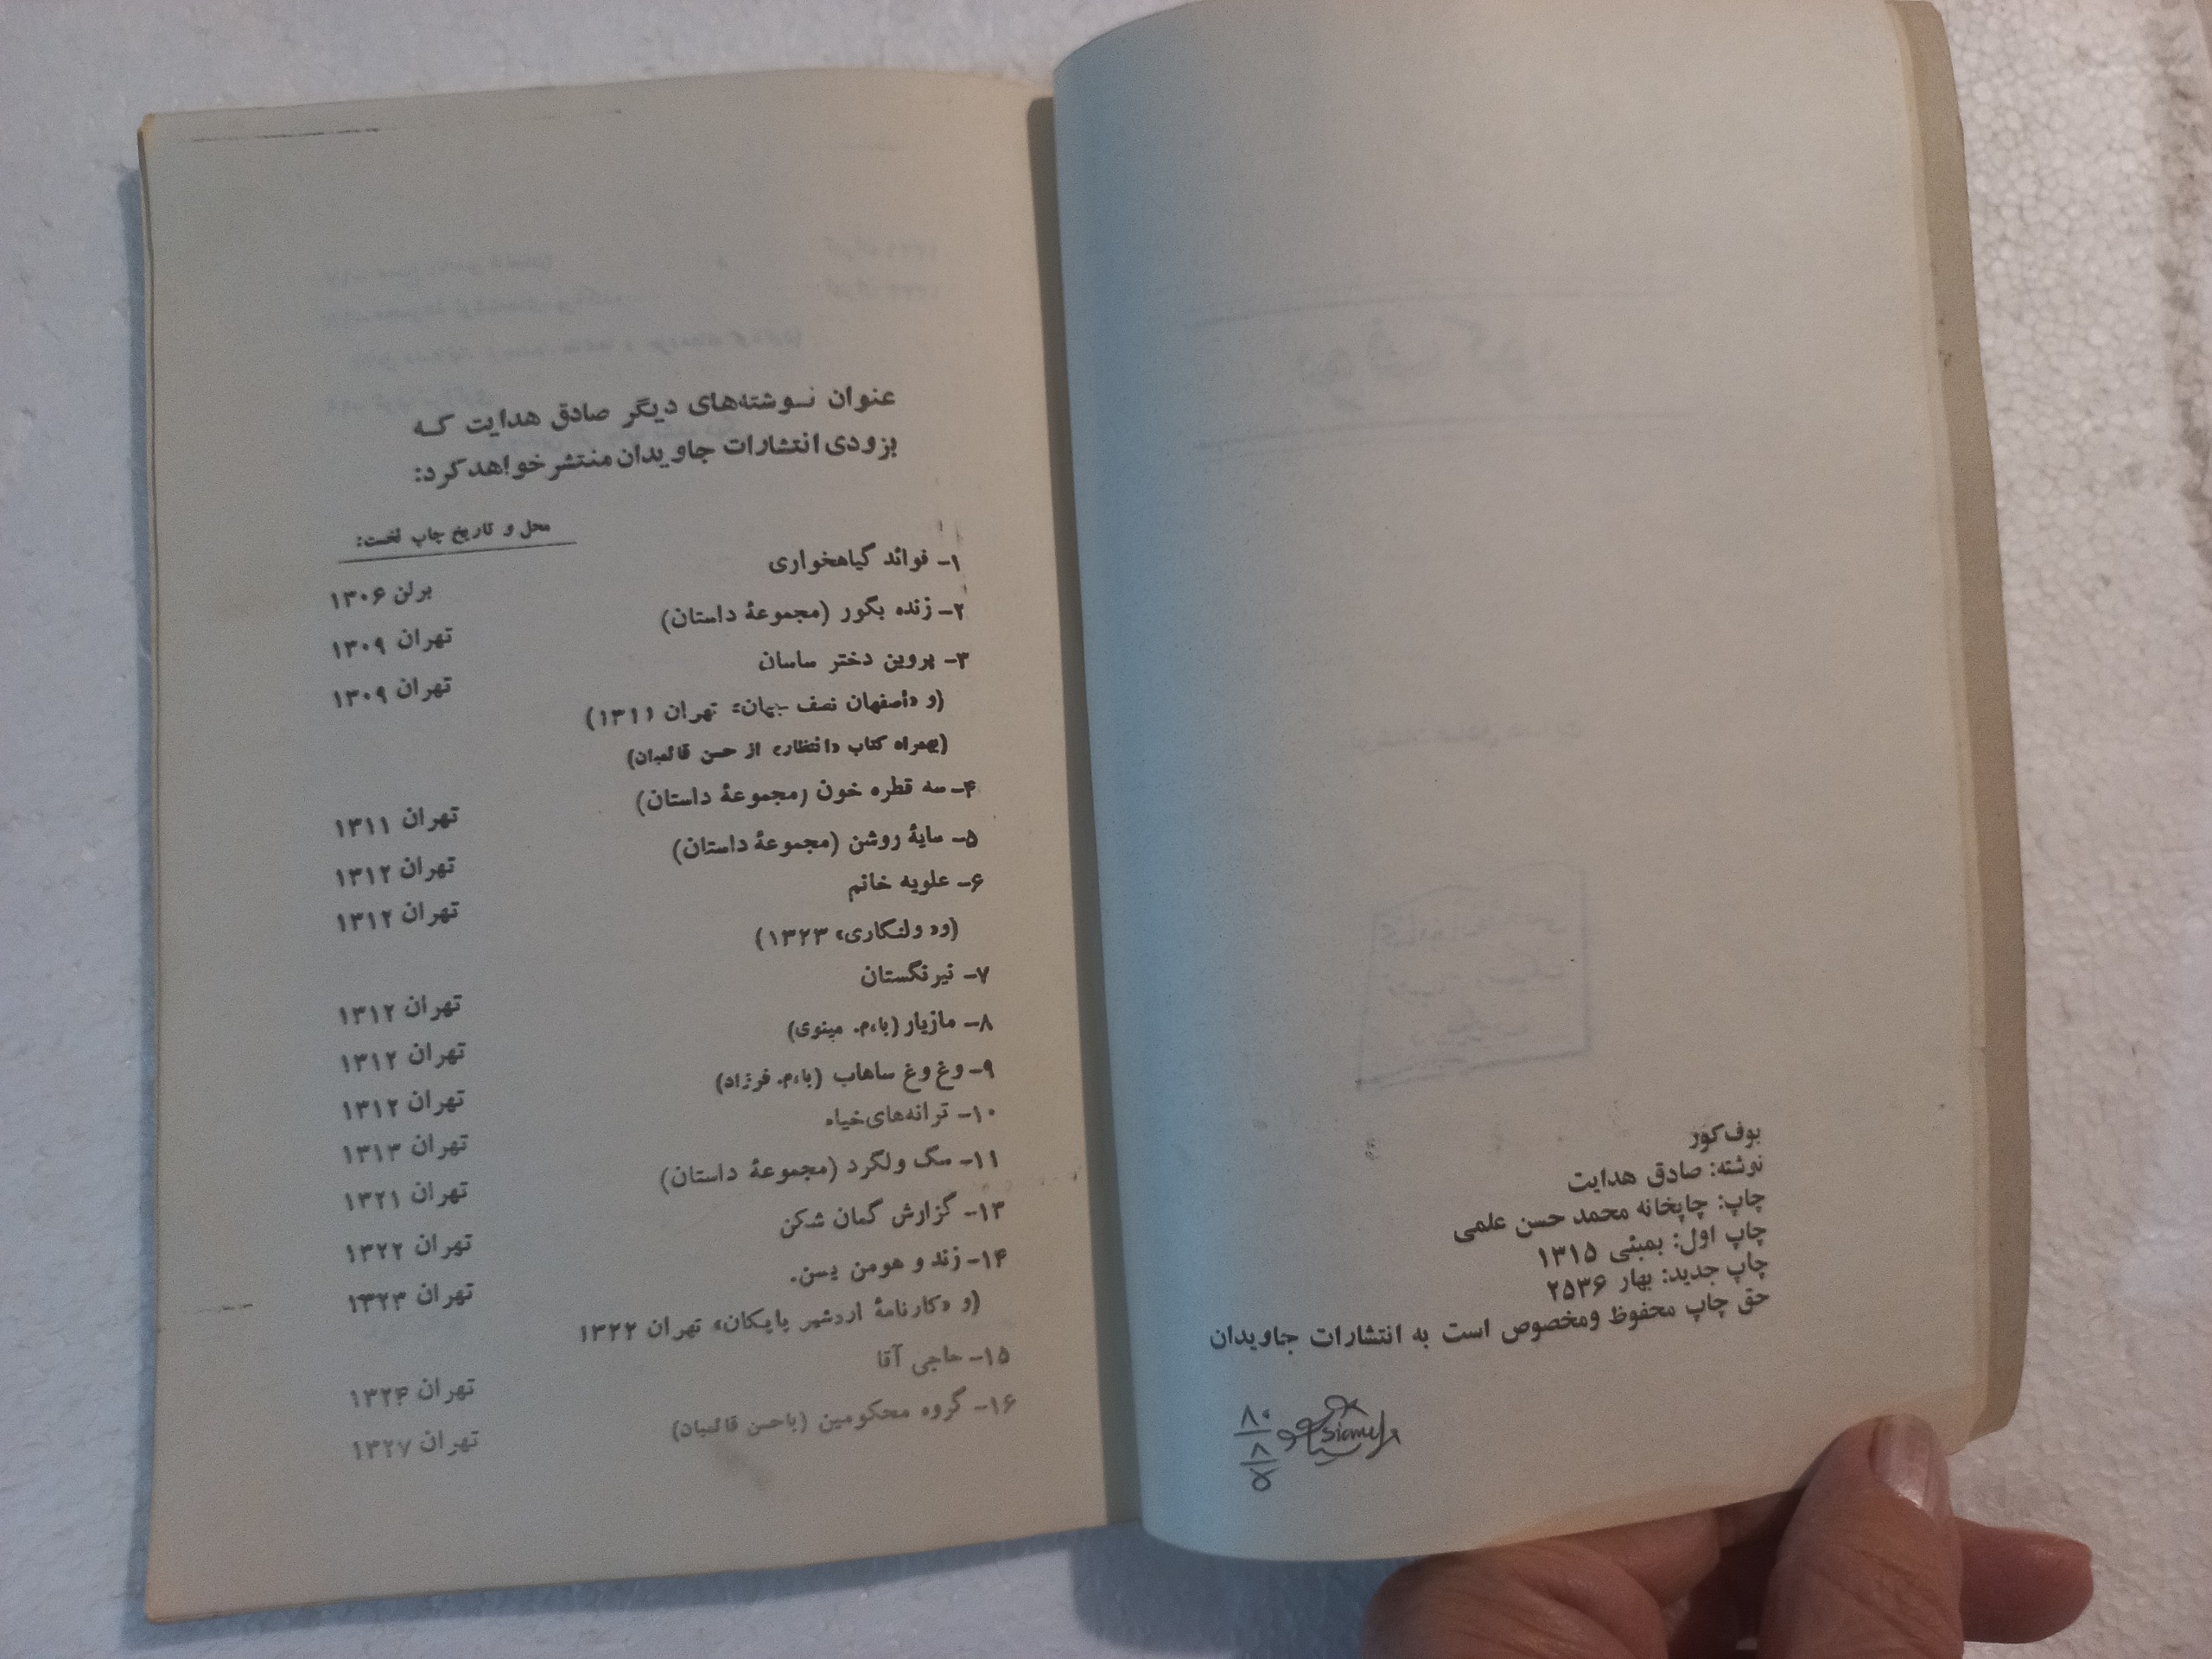 بوف‌کور
نوشته: صادق هدایت
چاپ: چاپخانه محمد حسن علمی
چاپ اول: بمبئی ۱۳۱۵
چاپ جدید: بهار ۲۵۳۶
حق چاپ محفوظ ومخصوص است به انتشارات جاویدان
۸۰/۸/۵
عنوان نوشته‌های دیگر صادق هدایت که
بزودی انتشارات جاویدان منتشر خواهد کرد:
محل و تاریخ چاپ نخست:
۱- فوائد گیاهخواری برلن ۱۳۰۶
۲- زنده بگور (مجموعهٔ داستان) تهران ۱۳۰۹
۳- پروین دختر ساسان تهران ۱۳۰۹
(و «اصفهان نصف جهان» تهران ۱۳۱۱)
(بهمراه کتاب «انتظار» از حسن قائمیان)
۴- سه قطره خون (مجموعهٔ داستان) تهران ۱۳۱۱
۵- سایهٔ روشن (مجموعهٔ داستان) تهران ۱۳۱۲
۶- علویه خانم تهران ۱۳۱۲
(و« ولنگاری» ۱۳۲۳)
۷- نیرنگستان تهران ۱۳۱۲
۸- مازیار (با،م. مینوی) تهران ۱۳۱۲
۹- وغ وغ ساهاب (با،م. فرزاد) تهران ۱۳۱۲
۱۰- ترانه‌های‌خیام تهران ۱۳۱۳
۱۱- سگ ولگرد (مجموعهٔ داستان) تهران ۱۳۲۱
۱۳- گزارش گمان شکن تهران ۱۳۲۲
۱۴- زند و هومن یسن. تهران ۱۳۲۳
(و «کارنامهٔ اردشیر پاپکان» تهران ۱۳۲۲
۱۵- حاجی آقا تهران ۱۳۲۴
۱۶- گروه محکومین (باحسن قائمیان) تهران ۱۳۲۷